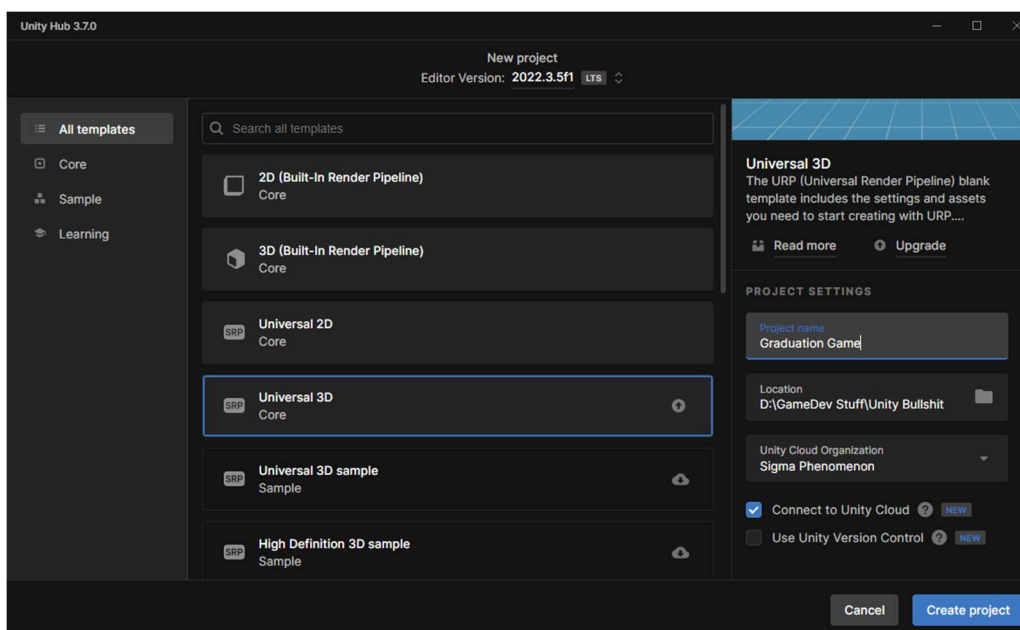 Unity Hub 3.7.0
New project
Editor Version: 2022.3.5f1 LTS
All templates
Core
Sample
Learning
Search all templates
2D (Built-In Render Pipeline)
Core
3D (Built-In Render Pipeline)
Core
SRP
Universal 2D
Core
SRP
Universal 3D
Core
SRP
Universal 3D sample
Sample
SRP
High Definition 3D sample
Sample
Universal 3D
The URP (Universal Render Pipeline) blank
template includes the settings and assets
you need to start creating with URP....
Read more
Upgrade
PROJECT SETTINGS
Project name
Graduation Game
Location
D:\GameDev Stuff\Unity Bullshit
Unity Cloud Organization
Sigma Phenomenon
Connect to Unity Cloud ? NEW
Use Unity Version Control ? NEW
Cancel
Create project